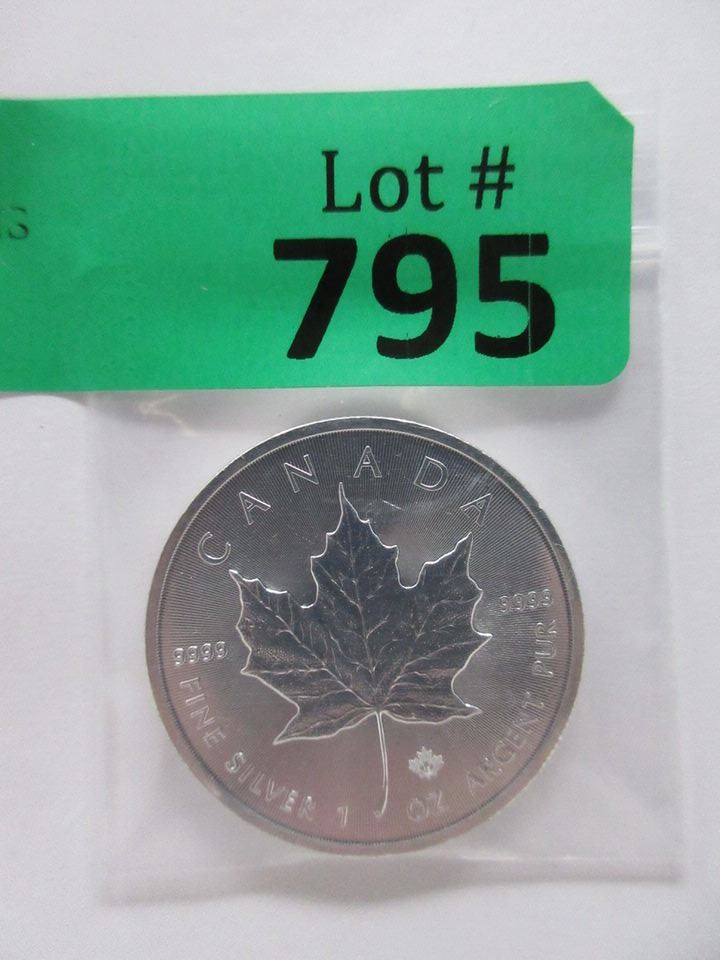 Lot #
795
CANADA
9999
9999
FINE SILVER 1 OZ ARGENT PUR